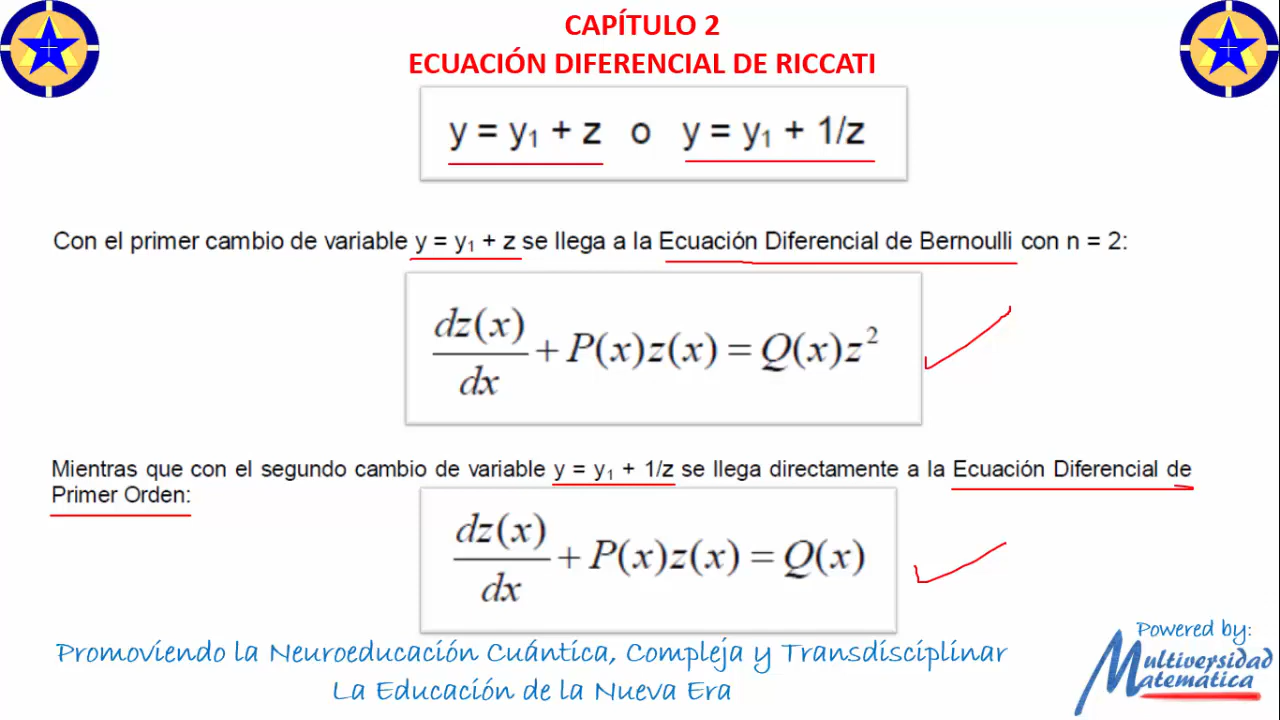 CAPÍTULO 2
ECUACIÓN DIFERENCIAL DE RICCATI
y = y₁ + z o y = y₁ + 1/z
Con el primer cambio de variable y = y₁ + z se llega a la Ecuación Diferencial de Bernoulli con n = 2:
dz(x)/dx + P(x)z(x) = Q(x)z²
Mientras que con el segundo cambio de variable y = y₁ + 1/z se llega directamente a la Ecuación Diferencial de
Primer Orden:
dz(x)/dx + P(x)z(x) = Q(x)
Promoviendo la Neuroeducación Cuántica, Compleja y Transdisciplinar
La Educación de la Nueva Era
Powered by:
Multiversidad
Matemática